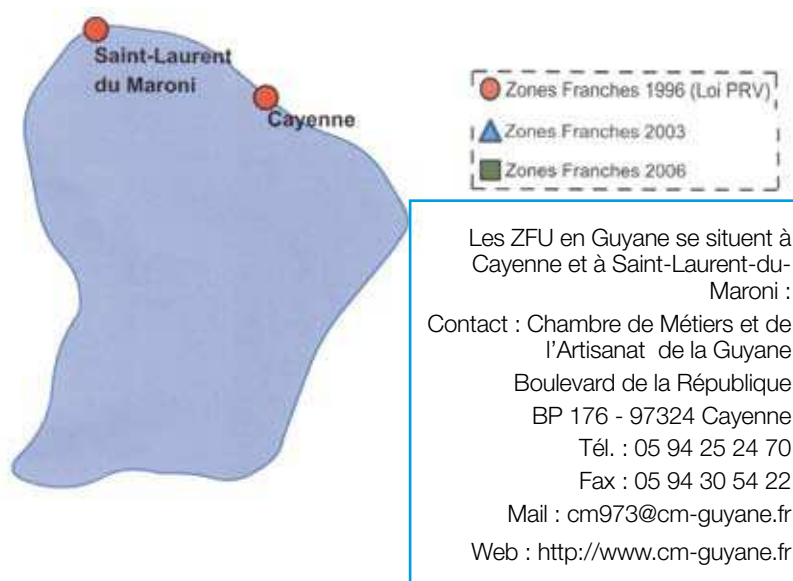 Saint-Laurent
du Maroni
Cayenne
Zones Franches 1996 (Loi PRV)
Zones Franches 2003
Zones Franches 2006
Les ZFU en Guyane se situent à
Cayenne et à Saint-Laurent-du-
Maroni :
Contact : Chambre de Métiers et de
l'Artisanat de la Guyane
Boulevard de la République
BP 176 - 97324 Cayenne
Tél. : 05 94 25 24 70
Fax : 05 94 30 54 22
Mail : cm973@cm-guyane.fr
Web : http://www.cm-guyane.fr